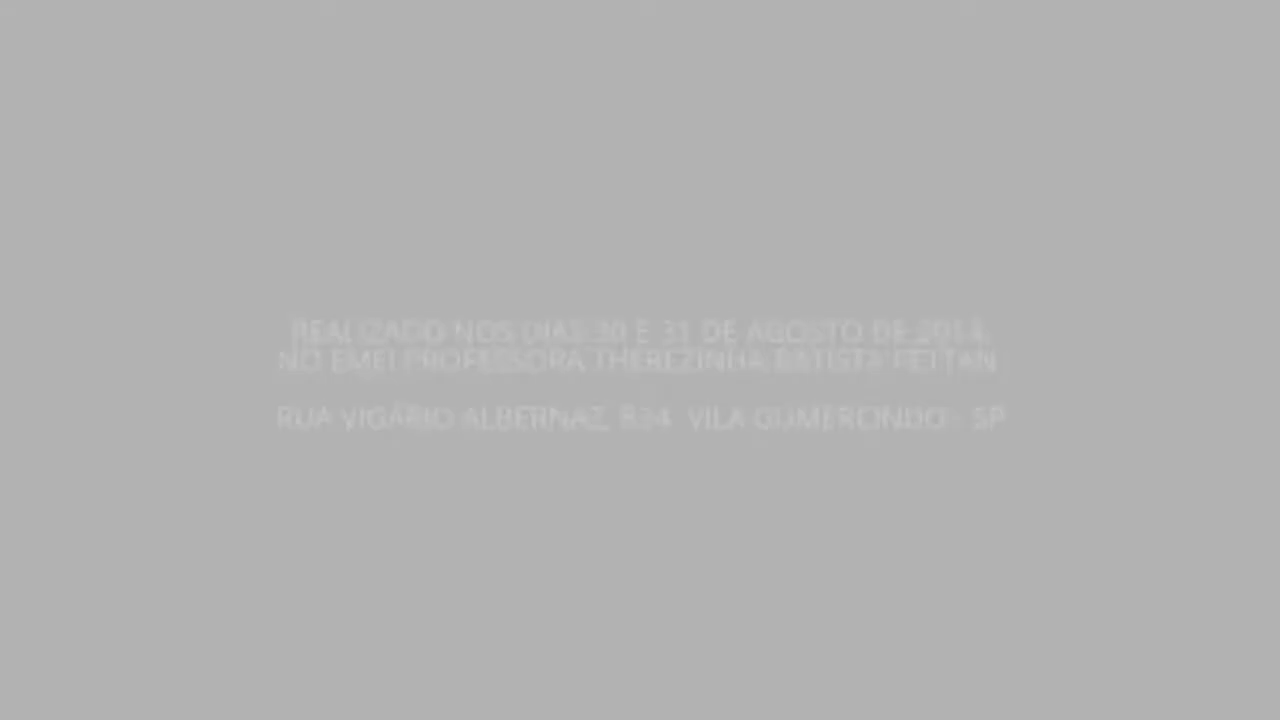 REALIZADO NOS DIAS 30 E 31 DE AGOSTO DE
NO EMEI PROFESSORA THEREZINHA BATISTA PETTAN
RUA VIGÁRIO ALBERNAZ, VILA GUMERCINDO - SP